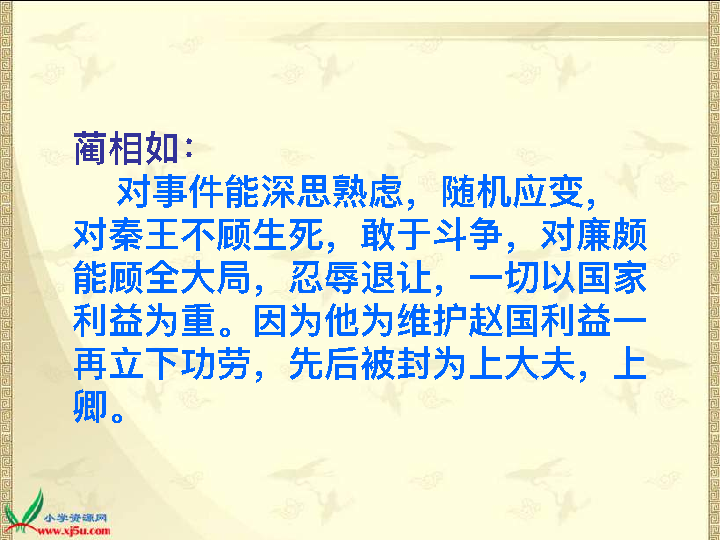 蔺相如：
对事件能深思熟虑，随机应变，
对秦王不顾生死，敢于斗争，对廉颇
能顾全大局，忍辱退让，一切以国家
利益为重。因为他为维护赵国利益一
再立下功劳，先后被封为上大夫，上
卿。
小学资源网
www.xj5u.com